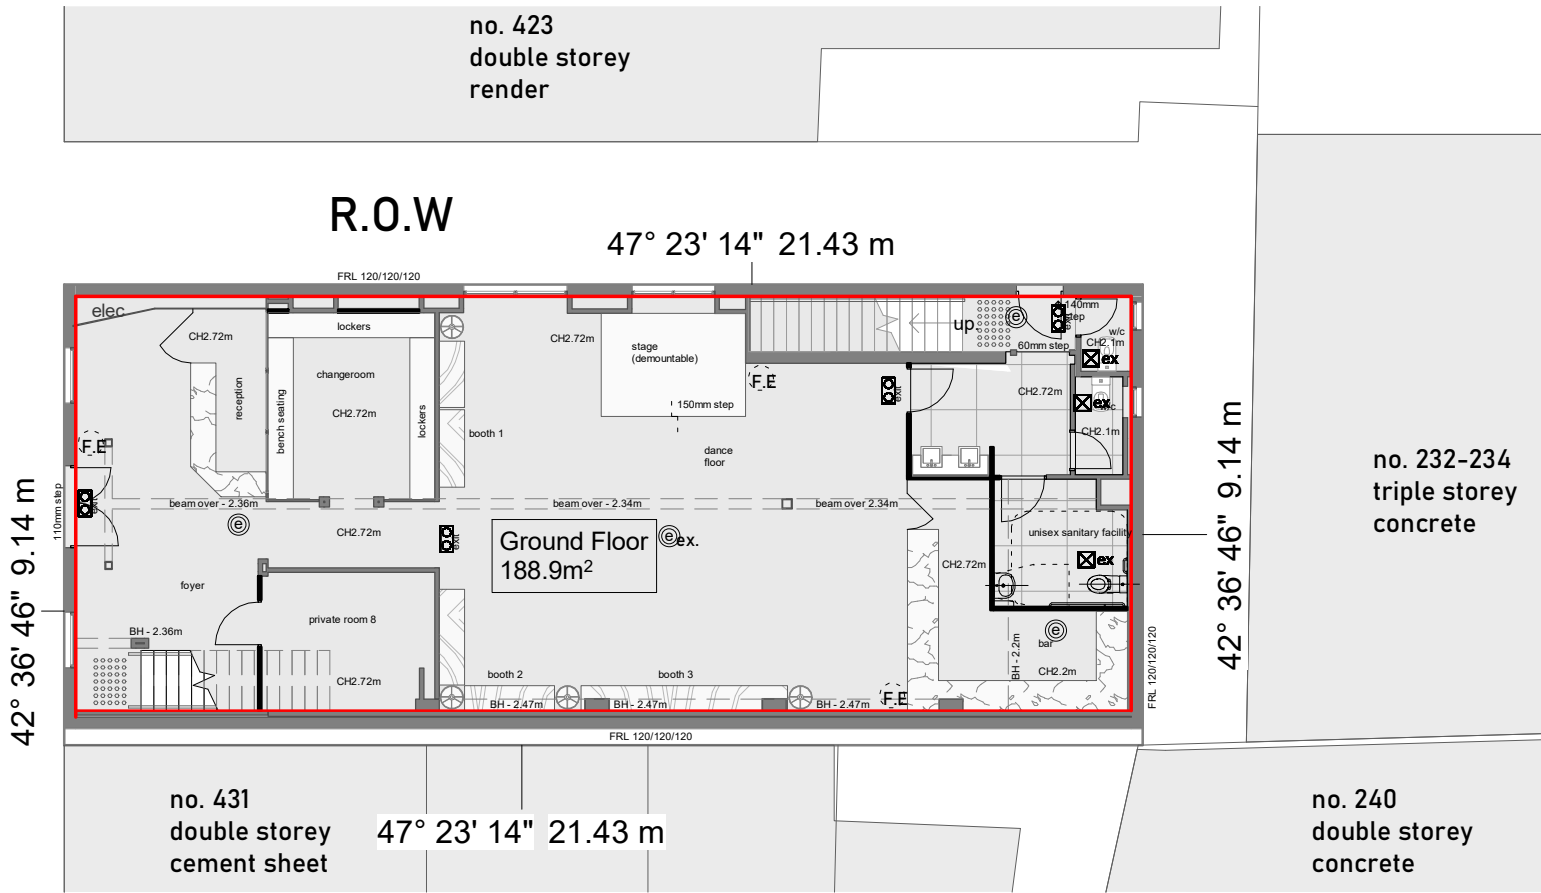 no. 423
double storey
render
R.O.W
47° 23' 14" 21.43 m
FRL 120/120/120
elec
lockers
CH2.72m
CH2.72m
stage
(demountable)
up.
140mm
step
exit
w/c
CH2.1m
60mm step
ex
changeroom
reception
bench seating
CH2.72m
lockers
F.E
150mm step
exit
CH2.72m
ex
w/c
CH2.1m
booth 1
dance
floor
F.E
42° 36' 46" 9.14 m
110mm step
exit
beam over - 2.36m
beam over - 2.34m
beam over - 2.34m
e
e
CH2.72m
exit
Ground Floor
188.9m²
e
ex.
unisex sanitary facility
ex
CH2.72m
42° 36' 46" 9.14 m
no. 232-234
triple storey
concrete
foyer
private room 8
BH - 2.36m
e
bar
BH - 2.2m
CH2.2m
CH2.72m
booth 2
booth 3
BH - 2.47m
BH - 2.47m
BH - 2.47m
F.E
FRL 120/120/120
FRL 120/120/120
no. 431
double storey
cement sheet
47° 23' 14" 21.43 m
no. 240
double storey
concrete